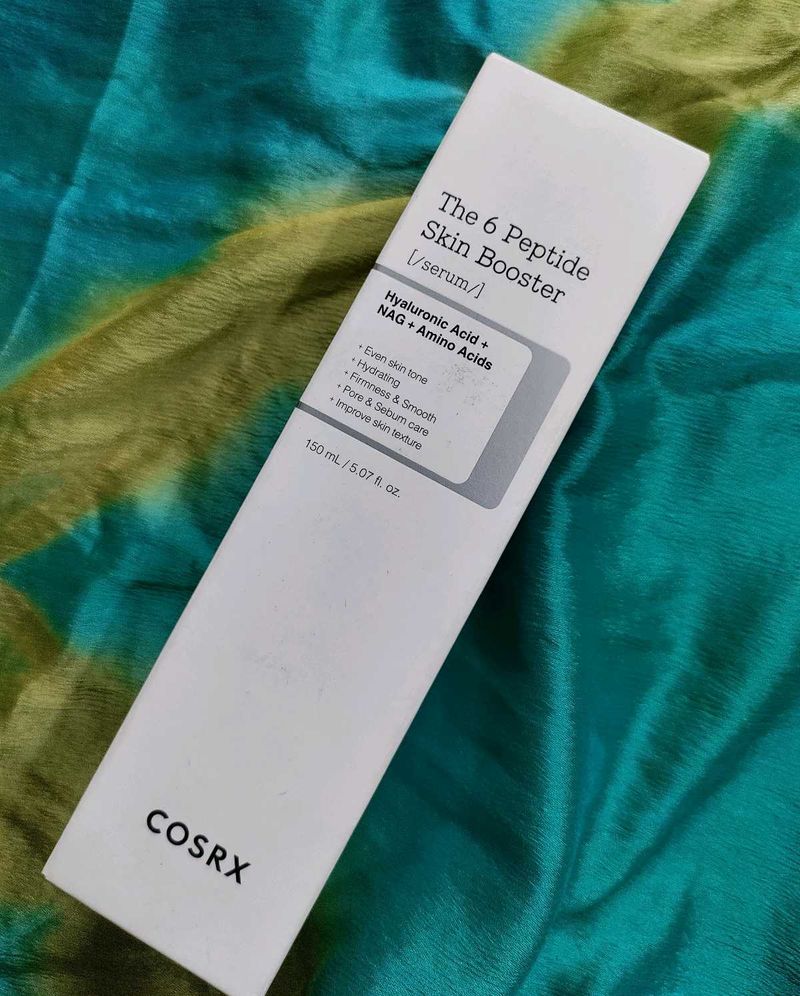 The 6 Peptide
Skin Booster
[/serum/]
Hyaluronic Acid +
NAG + Amino Acids
+ Even skin tone
+ Hydrating
+ Firmness & Smooth
+ Pore & Sebum care
+ Improve skin texture
150 mL / 5.07 fl. oz.
COSRX